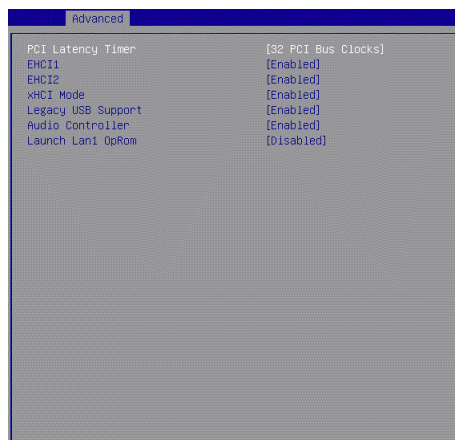 Advanced
PCI Latency Timer [32 PCI Bus Clocks]
EHCI1 [Enabled]
EHCI2 [Enabled]
xHCI Mode [Enabled]
Legacy USB Support [Enabled]
Audio Controller [Enabled]
Launch Lan1 OpRom [Disabled]